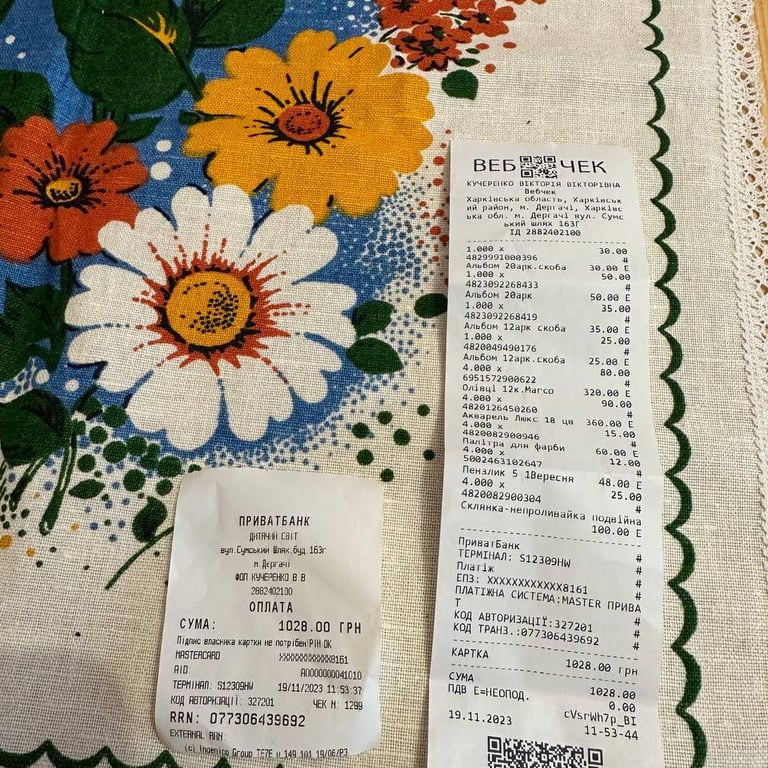 ВЕБ ЧЕК
КУЧЕРЕНКО ВІКТОРІЯ ВІКТОРІВНА
Вебчек
Харківська область, Харківськ
ий район, м. Дергачі, Харківс
ька обл. м. Дергачі вул. Сумс
ький шлях 163Г
ІД 2882402100
1.000 x 30.00
4829991000396 #
Альбом 20арк.скоба 30.00 Е
1.000 x 50.00
4823092268433 #
Альбом 20арк 50.00 Е
1.000 x 35.00
4823092268419 #
Альбом 12арк скоба 35.00 Е
1.000 x 25.00
4820049490176 #
Альбом 12арк.скоба 25.00 Е
4.000 x 80.00
6951572900622 #
Олівці 12к.Магсо 320.00 Е
4.000 x 90.00
4820126450260 #
Акварель Люкс 18 цв 360.00 Е
4.000 x 15.00
4820082900946 #
Палітра для фарби 60.00 Е
4.000 x 12.00
5002463102647 #
Пензлик 5 1Вересня 48.00 Е
4.000 x 25.00
4820082900304 #
Склянка-непроливайка подвійна
100.00 Е
ПриватБанк #
ТЕРМІНАЛ: S12309HW #
Платіж #
ЕПЗ: XXXXXXXXXXXX8161 #
ПЛАТІЖНА СИСТЕМА:MASTER ПРИВА
Т #
КОД АВТОРИЗАЦІЇ:327201 #
КОД ТРАНЗ.:077306439692 #
КАРТКА 1028.00 грн
СУМА 1028.00
ПДВ Е=НЕОПОД. 0.00
cVsrWh7p_BI
19.11.2023 11-53-44
ПРИВАТБАНК
ДИТЯЧИЙ СВІТ
вул.Сумський Шлях,буд 163г
м.Дергачі
ФОП КУЧЕРЕНКО В В
2882402100
ОПЛАТА
СУМА: 1028.00 ГРН
Підпис власника картки не потрібен PIH OK
MASTERCARD XXXXXXXXXXXX8161
AID A0000000041010
ТЕРМІНАЛ: S12309HW 19/11/2023 11:53:37
КОД АВТОРИЗАЦІЇ: 327201 ЧЕК N: 1299
RRN: 077306439692
EXTERNAL RRN:
(c) Ingenico Group TE7E